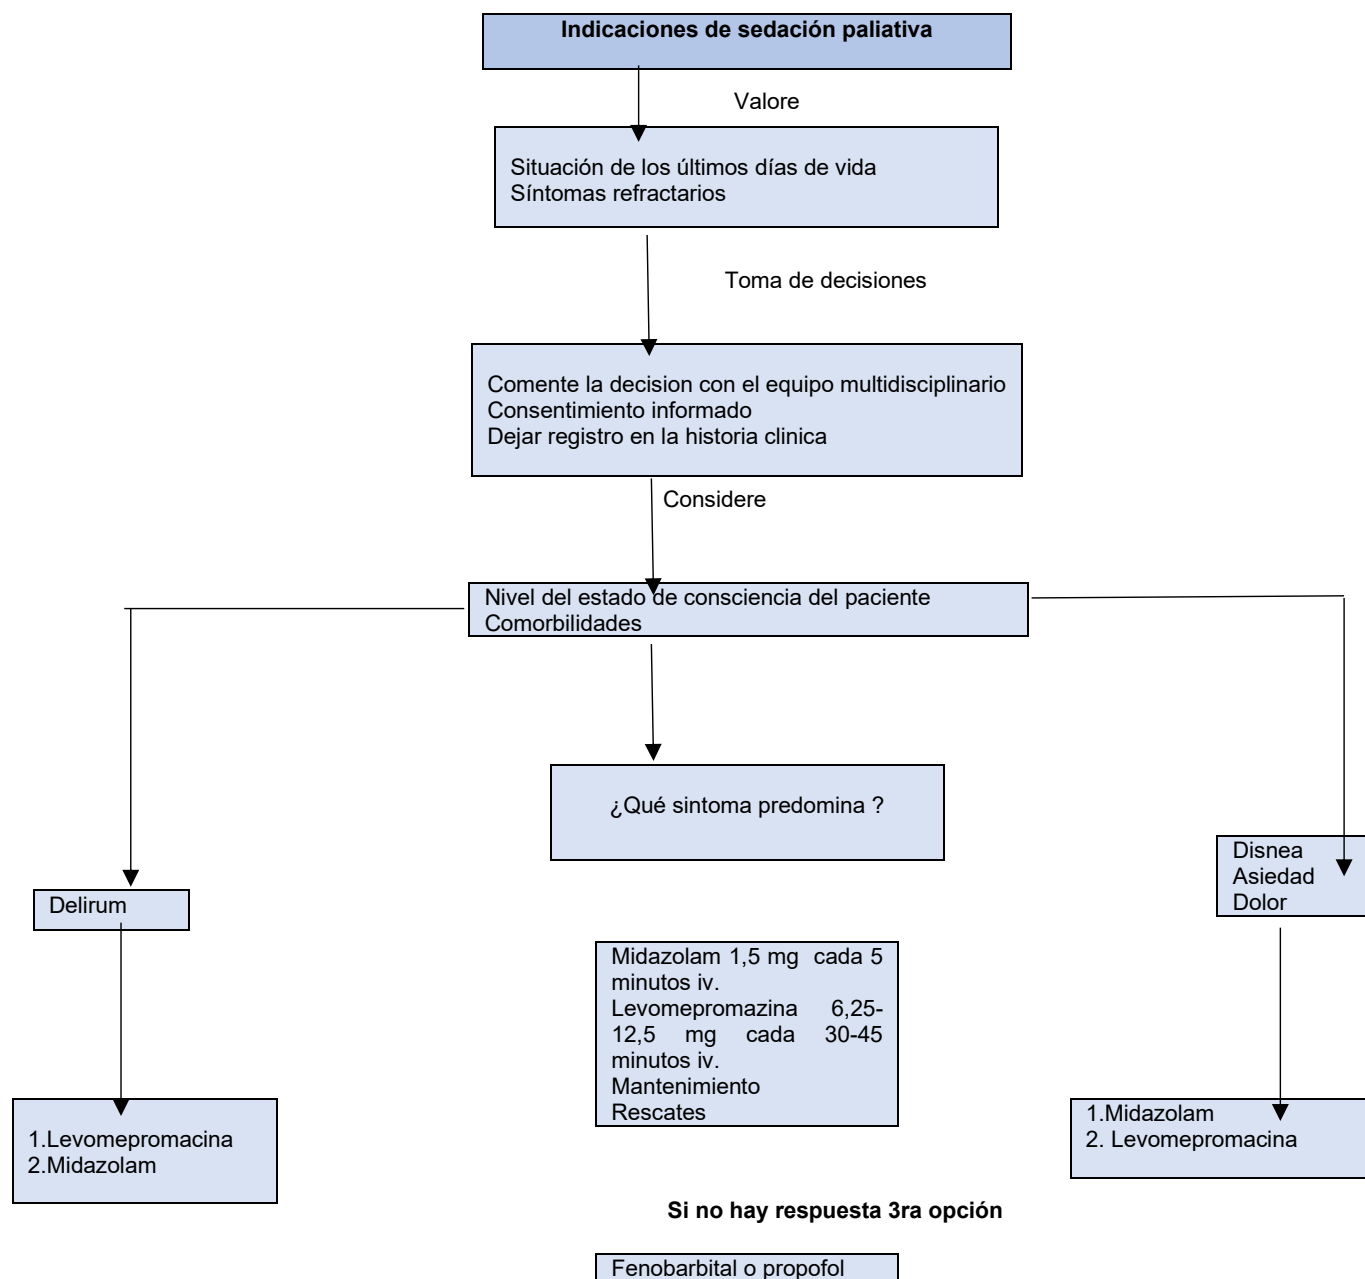 Indicaciones de sedación paliativa
Valore
Situación de los últimos días de vida
Síntomas refractarios
Toma de decisiones
Comente la decision con el equipo multidisciplinario
Consentimiento informado
Dejar registro en la historia clinica
Considere
Nivel del estado de consciencia del paciente
Comorbilidades
¿Qué sintoma predomina ?
Delirum
Disnea
Asiedad
Dolor
Midazolam 1,5 mg cada 5
minutos iv.
Levomepromazina 6,25-
12,5 mg cada 30-45
minutos iv.
Mantenimiento
Rescates
1.Levomepromacina
2.Midazolam
1.Midazolam
2. Levomepromacina
Si no hay respuesta 3ra opción
Fenobarbital o propofol